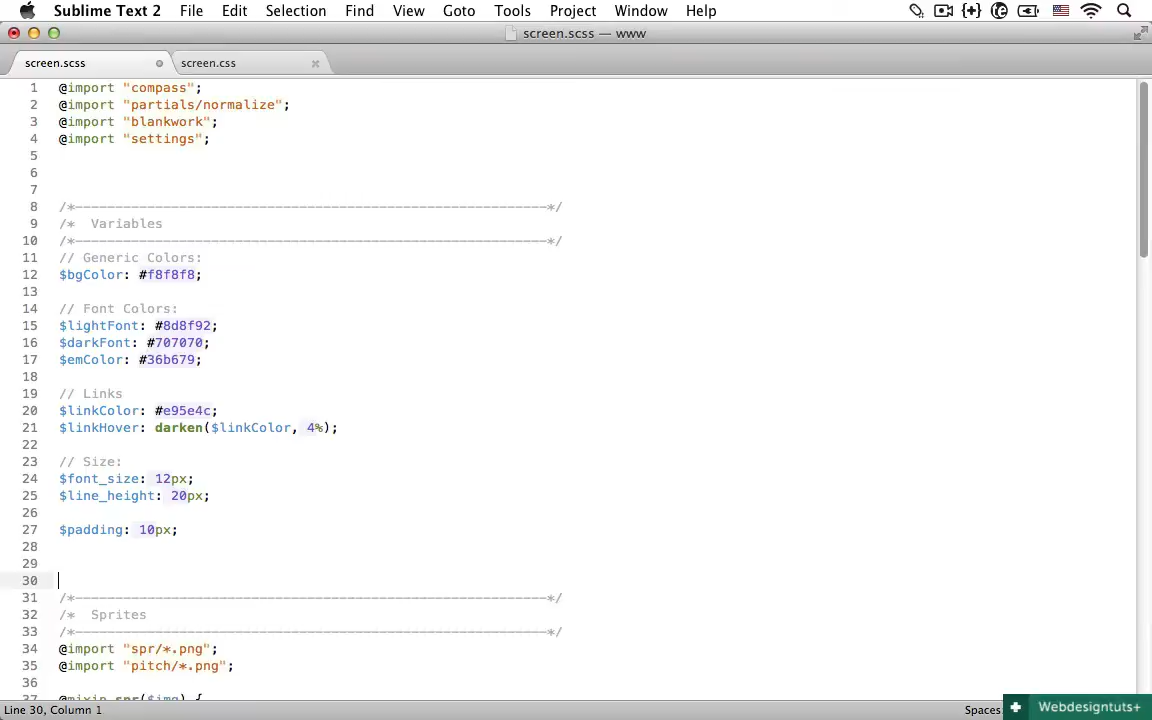 Sublime Text 2 File Edit Selection Find View Goto Tools Project Window Help
screen.scss — www
screen.scss screen.css
1 @import "compass";
2 @import "partials/normalize";
3 @import "blankwork";
4 @import "settings";
5
6
7
8 /*———————————————————————————————————————————————————————————*/
9 /* Variables
10 /*———————————————————————————————————————————————————————————*/
11 // Generic Colors:
12 $bgColor: #f8f8f8;
13
14 // Font Colors:
15 $lightFont: #8d8f92;
16 $darkFont: #707070;
17 $emColor: #36b679;
18
19 // Links
20 $linkColor: #e95e4c;
21 $linkHover: darken($linkColor, 4%);
22
23 // Size:
24 $font_size: 12px;
25 $line_height: 20px;
26
27 $padding: 10px;
28
29
30
31 /*———————————————————————————————————————————————————————————*/
32 /* Sprites
33 /*———————————————————————————————————————————————————————————*/
34 @import "spr/*.png";
35 @import "pitch/*.png";
36
37 @mixin spr($img) {
Line 30, Column 1 Spaces Webdesigntuts+